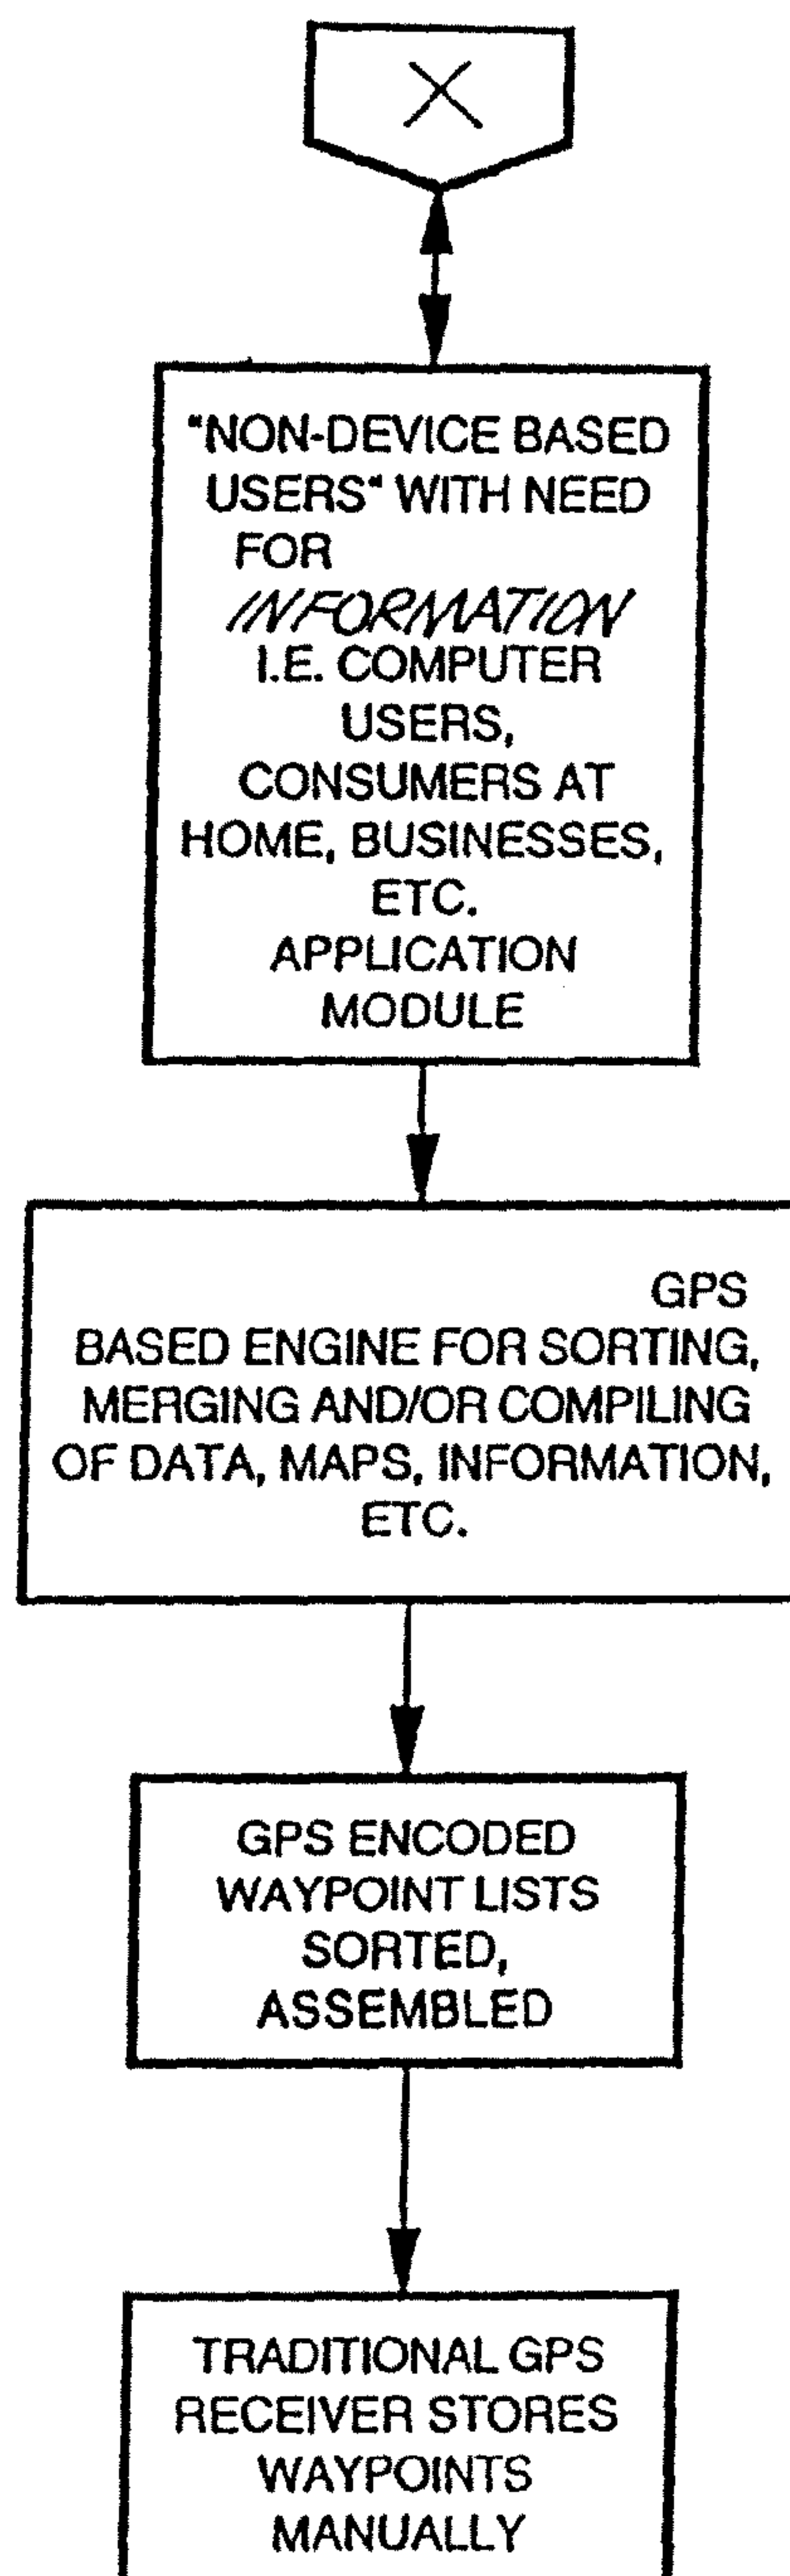 X
"NON-DEVICE BASED
USERS" WITH NEED
FOR
INFORMATION
I.E. COMPUTER
USERS,
CONSUMERS AT
HOME, BUSINESSES,
ETC.
APPLICATION
MODULE
GPS
BASED ENGINE FOR SORTING,
MERGING AND/OR COMPILING
OF DATA, MAPS, INFORMATION,
ETC.
GPS ENCODED
WAYPOINT LISTS
SORTED,
ASSEMBLED
TRADITIONAL GPS
RECEIVER STORES
WAYPOINTS
MANUALLY